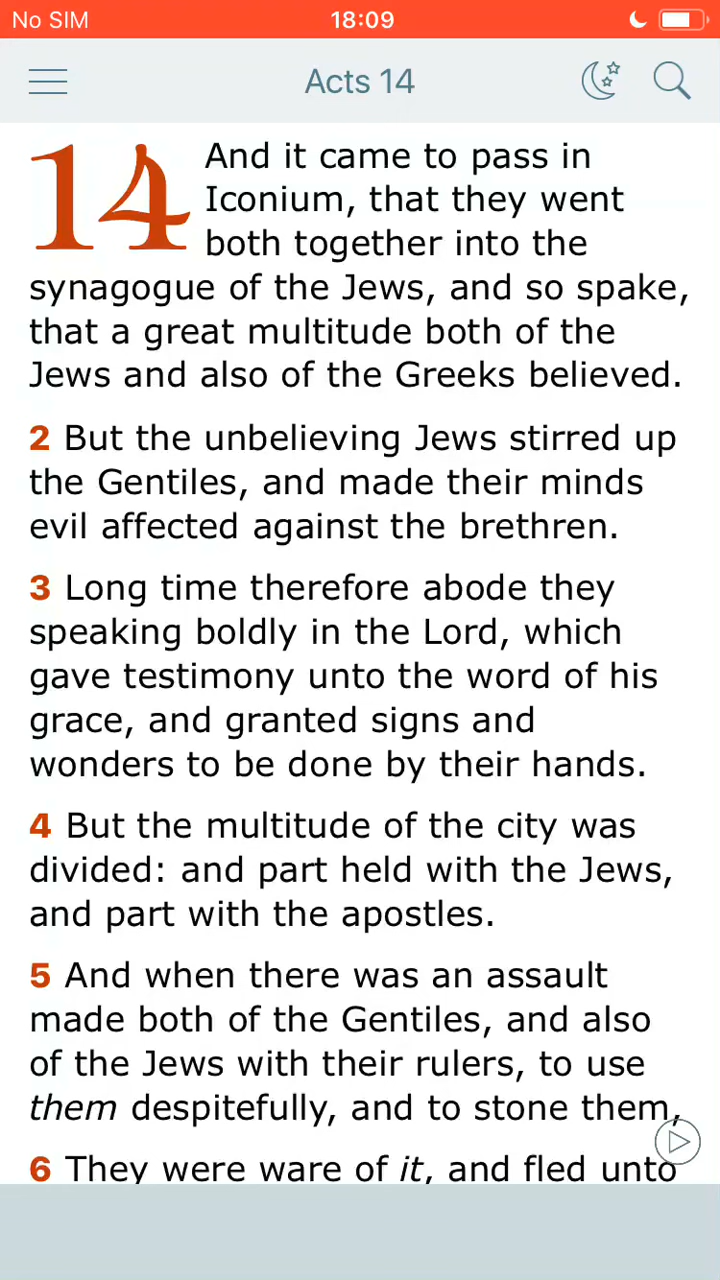 No SIM 18:09
Acts 14
14 And it came to pass in
Iconium, that they went
both together into the
synagogue of the Jews, and so spake,
that a great multitude both of the
Jews and also of the Greeks believed.
2 But the unbelieving Jews stirred up
the Gentiles, and made their minds
evil affected against the brethren.
3 Long time therefore abode they
speaking boldly in the Lord, which
gave testimony unto the word of his
grace, and granted signs and
wonders to be done by their hands.
4 But the multitude of the city was
divided: and part held with the Jews,
and part with the apostles.
5 And when there was an assault
made both of the Gentiles, and also
of the Jews with their rulers, to use
them despitefully, and to stone them,
6 They were ware of it, and fled unto